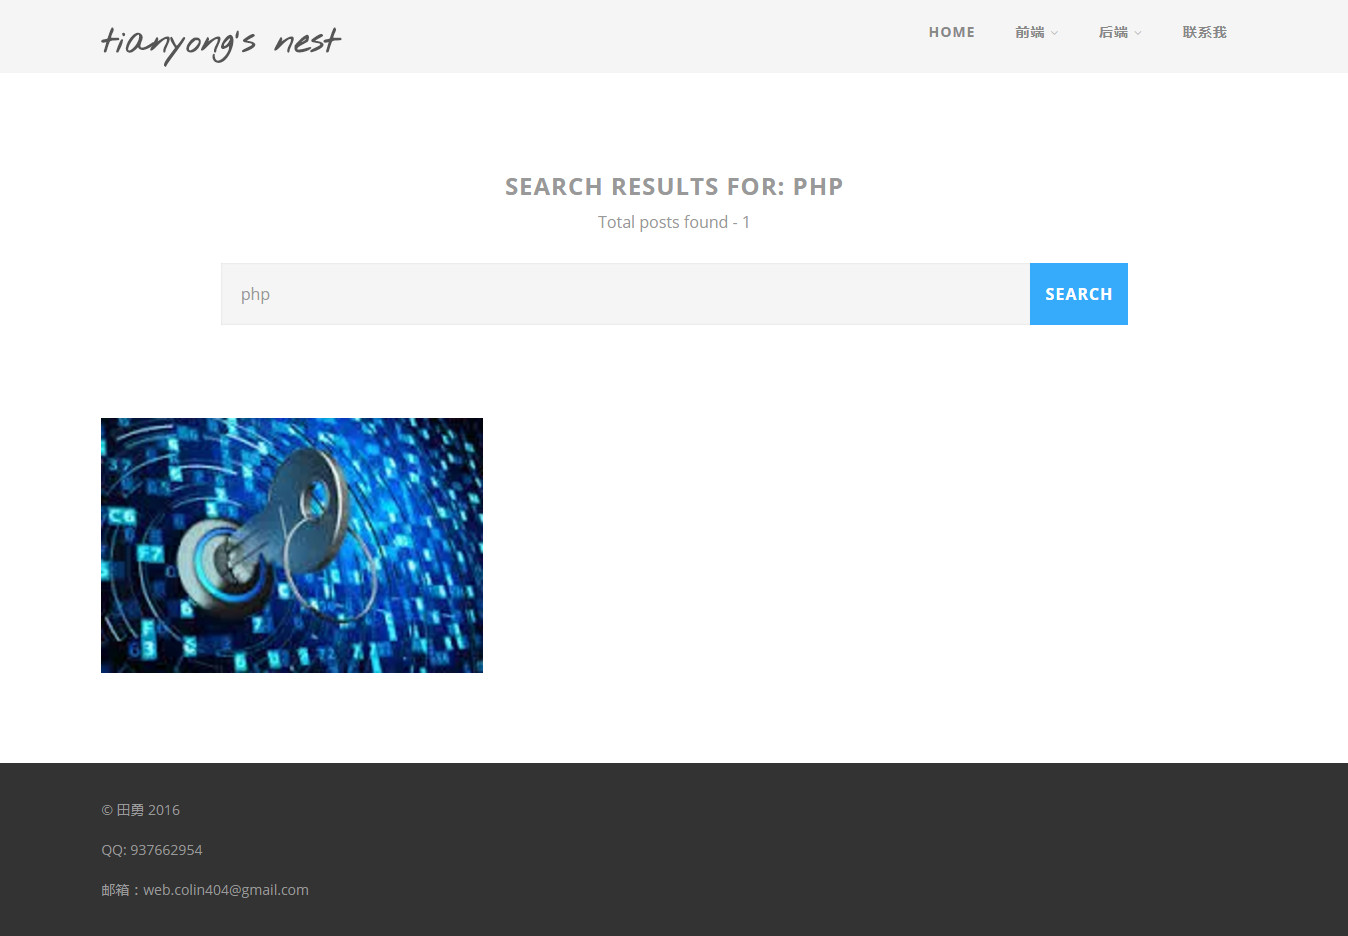 tianyong's nest
HOME 前端 后端 联系我
SEARCH RESULTS FOR: PHP
Total posts found - 1
php SEARCH
© 田勇 2016
QQ: 937662954
邮箱：web.colin404@gmail.com